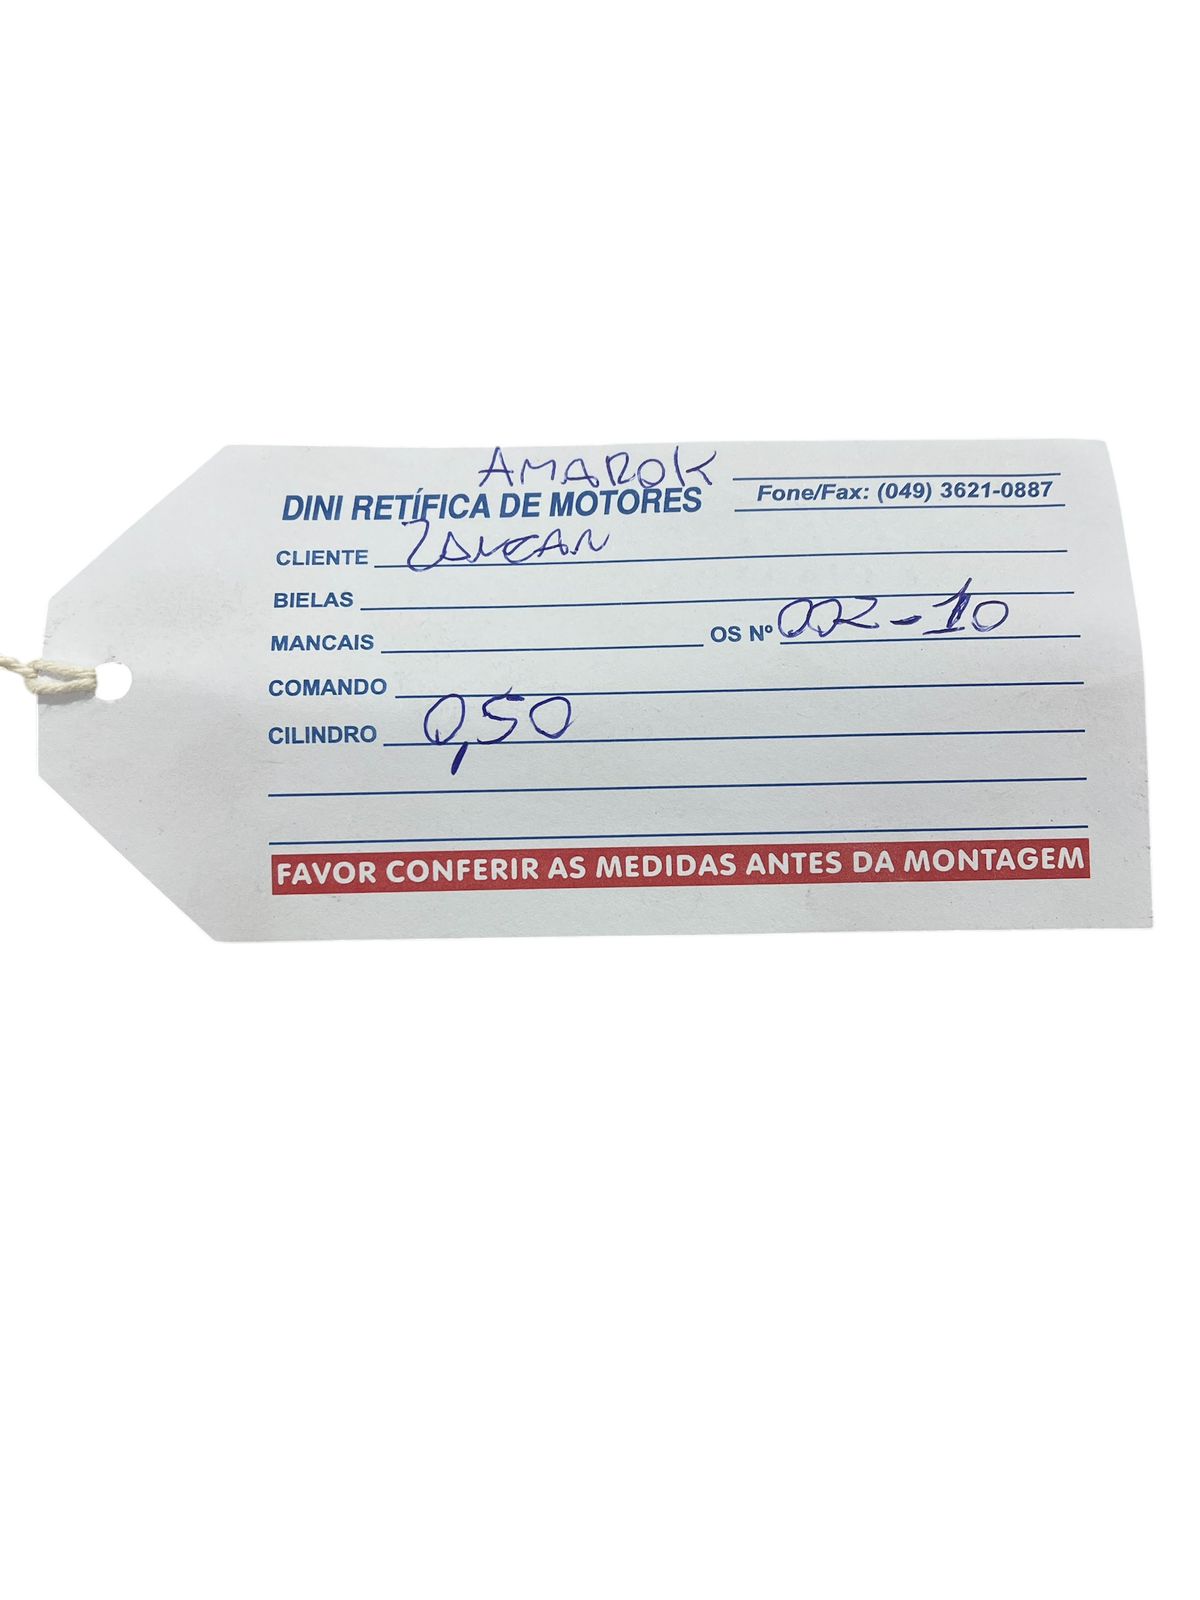 AMAROK
DINI RETÍFICA DE MOTORES Fone/Fax: (049) 3621-0887
CLIENTE ZANCAN
BIELAS
MANCAIS OS Nº 002-10
COMANDO
CILINDRO 0,50
FAVOR CONFERIR AS MEDIDAS ANTES DA MONTAGEM